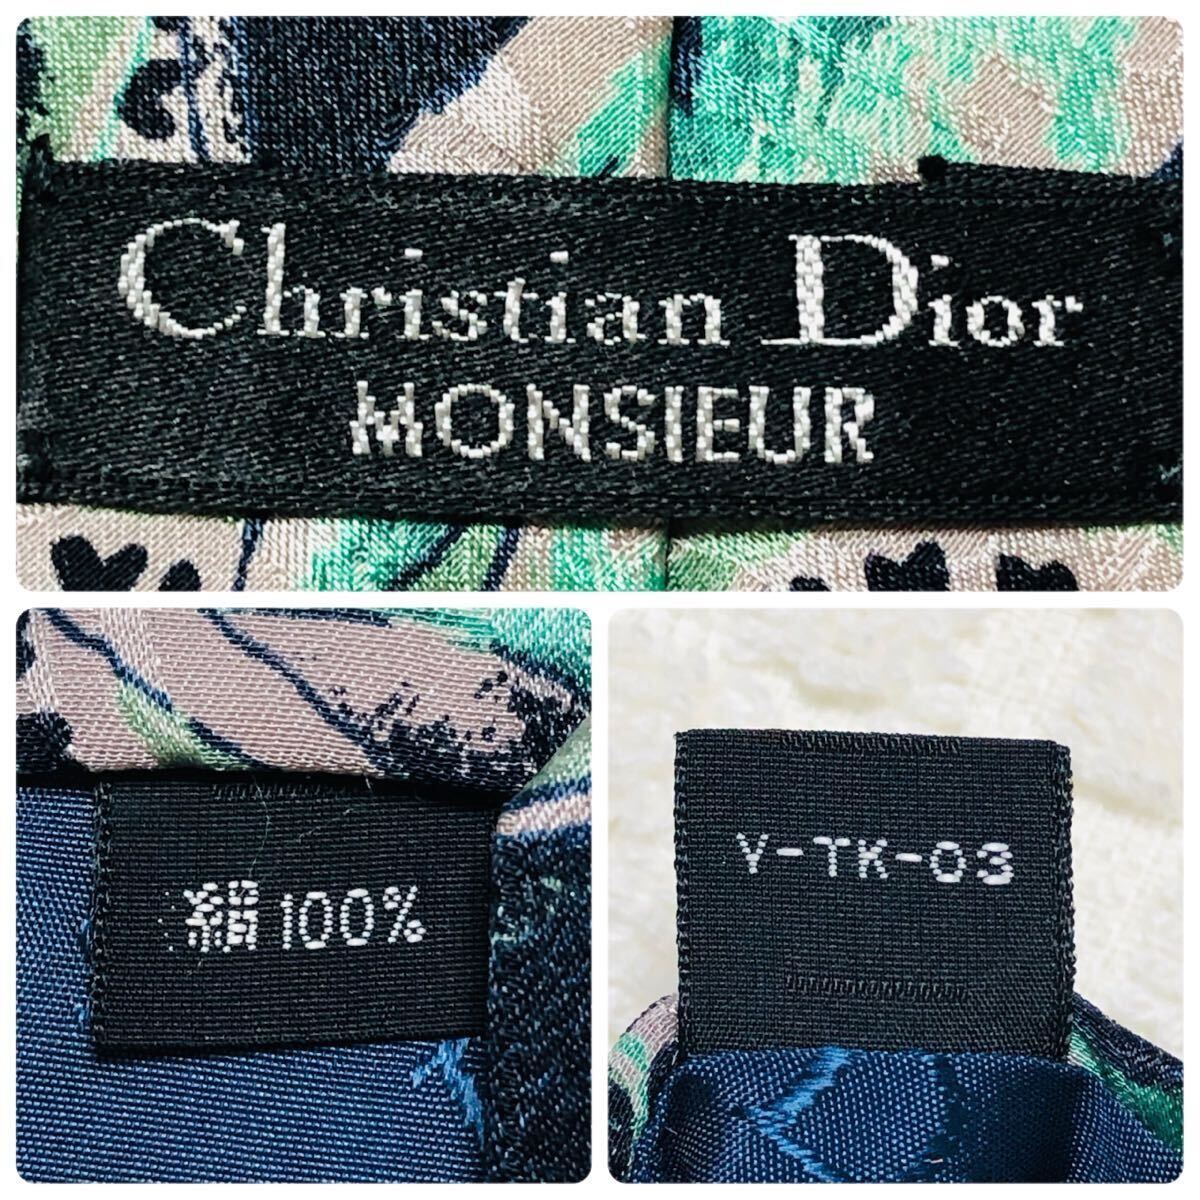 Christian Dior
MONSIEUR
絹100%
Y-TK-03